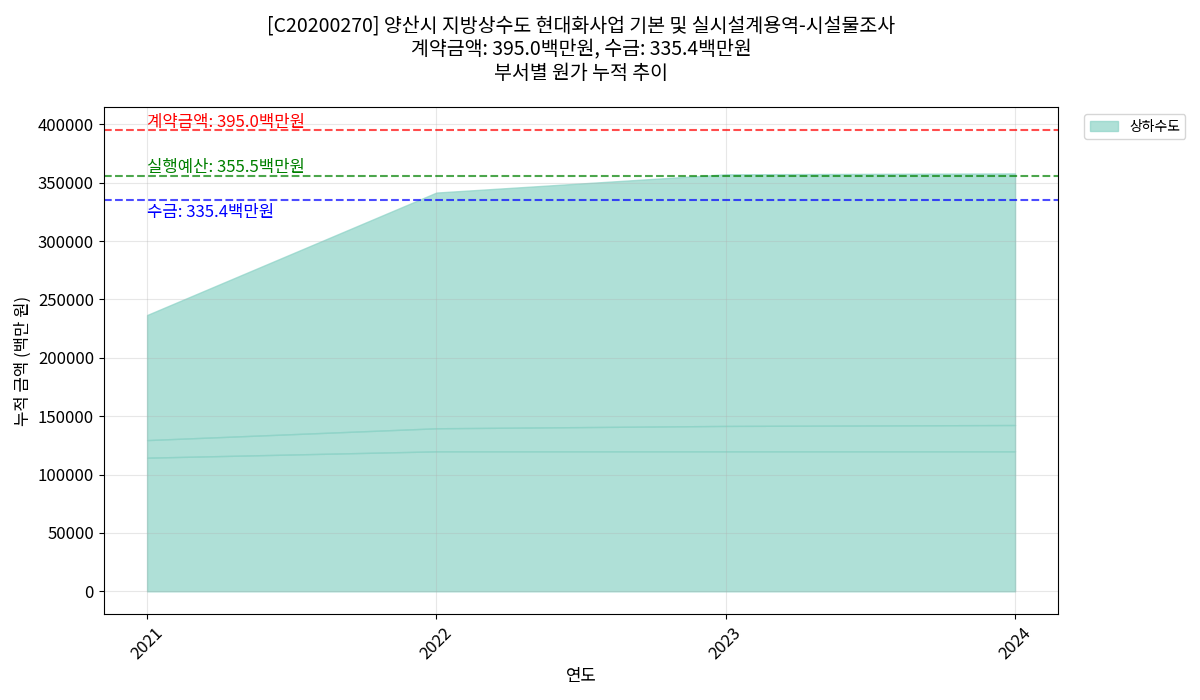 [C20200270] 양산시 지방상수도 현대화사업 기본 및 실시설계용역-시설물조사
계약금액: 395.0백만원, 수금: 335.4백만원
부서별 원가 누적 추이
계약금액: 395.0백만원
실행예산: 355.5백만원
수금: 335.4백만원
상하수도
누적 금액 (백만 원)
400000
350000
300000
250000
200000
150000
100000
50000
0
2021
2022
2023
2024
연도